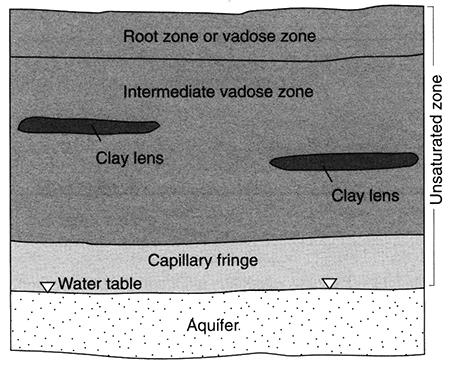 Root zone or vadose zone
Intermediate vadose zone
Clay lens
Clay lens
Capillary fringe
Water table
Aquifer
Unsaturated zone